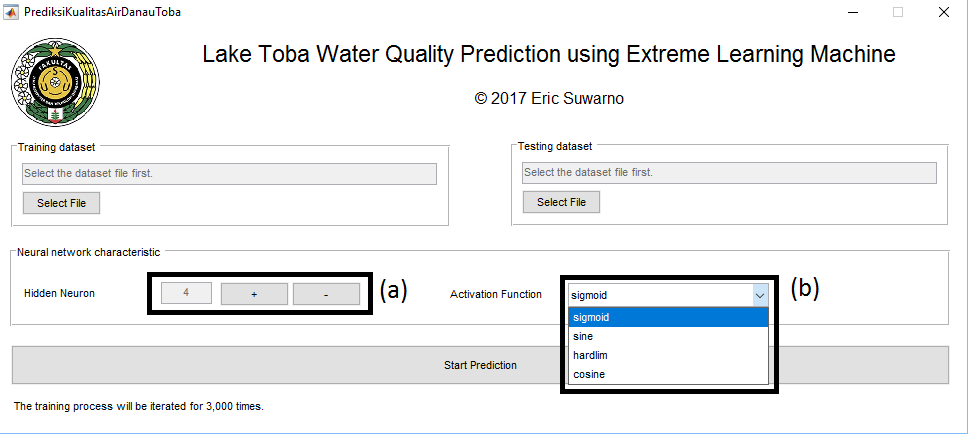 PrediksiKualitasAirDanauToba
Lake Toba Water Quality Prediction using Extreme Learning Machine
© 2017 Eric Suwarno
FAKULTAS
Training dataset
Select the dataset file first.
Select File
Testing dataset
Select the dataset file first.
Select File
Neural network characteristic
Hidden Neuron
4
+
-
(a)
Activation Function
sigmoid
(b)
sigmoid
sine
hardlim
cosine
Start Prediction
The training process will be iterated for 3,000 times.